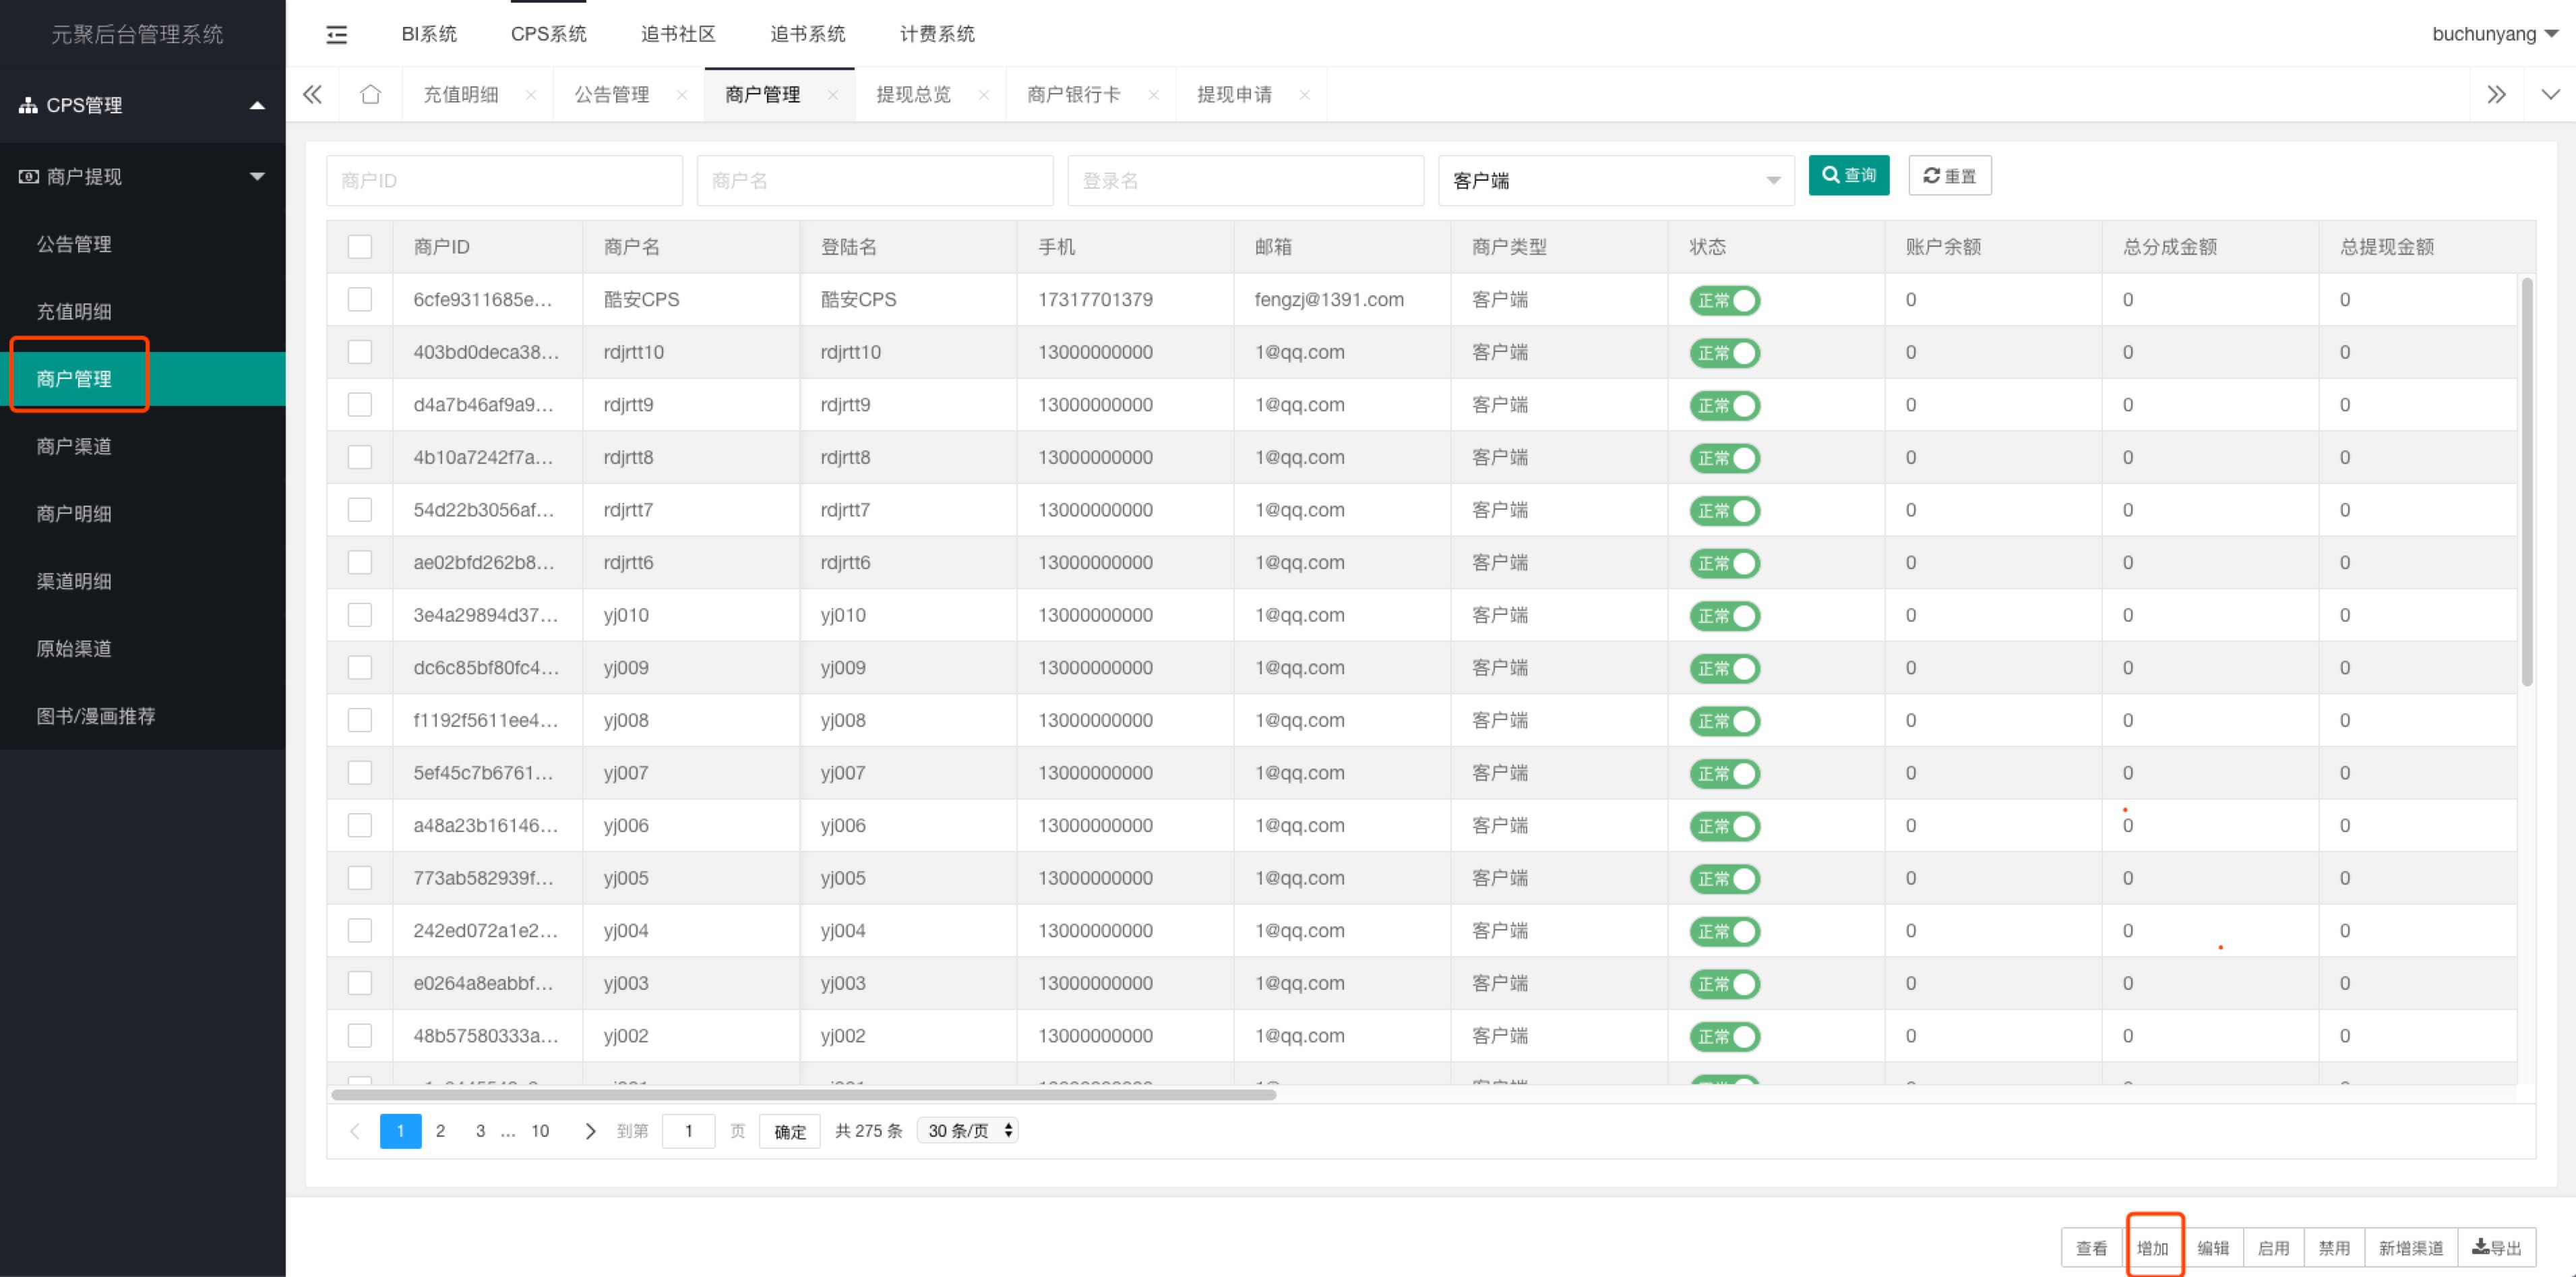 元聚后台管理系统
BI系统 CPS系统 追书社区 追书系统 计费系统
buchunyang
CPS管理
商户提现
公告管理
充值明细
商户管理
商户渠道
商户明细
渠道明细
原始渠道
图书/漫画推荐
充值明细 公告管理 商户管理 提现总览 商户银行卡 提现申请
商户ID 商户名 登录名 客户端 查询 重置
商户ID 商户名 登陆名 手机 邮箱 商户类型 状态 账户余额 总分成金额 总提现金额
6cfe9311685e... 酷安CPS 酷安CPS 17317701379 fengzj@1391.com 客户端 正常 0 0 0
403bd0deca38... rdjrtt10 rdjrtt10 13000000000 1@qq.com 客户端 正常 0 0 0
d4a7b46af9a9... rdjrtt9 rdjrtt9 13000000000 1@qq.com 客户端 正常 0 0 0
4b10a7242f7a... rdjrtt8 rdjrtt8 13000000000 1@qq.com 客户端 正常 0 0 0
54d22b3056af... rdjrtt7 rdjrtt7 13000000000 1@qq.com 客户端 正常 0 0 0
ae02bfd262b8... rdjrtt6 rdjrtt6 13000000000 1@qq.com 客户端 正常 0 0 0
3e4a29894d37... yj010 yj010 13000000000 1@qq.com 客户端 正常 0 0 0
dc6c85bf80fc4... yj009 yj009 13000000000 1@qq.com 客户端 正常 0 0 0
f1192f5611ee4... yj008 yj008 13000000000 1@qq.com 客户端 正常 0 0 0
5ef45c7b6761... yj007 yj007 13000000000 1@qq.com 客户端 正常 0 0 0
a48a23b16146... yj006 yj006 13000000000 1@qq.com 客户端 正常 0 0 0
773ab582939f... yj005 yj005 13000000000 1@qq.com 客户端 正常 0 0 0
242ed072a1e2... yj004 yj004 13000000000 1@qq.com 客户端 正常 0 0 0
e0264a8eabbf... yj003 yj003 13000000000 1@qq.com 客户端 正常 0 0 0
48b57580333a... yj002 yj002 13000000000 1@qq.com 客户端 正常 0 0 0
1 2 3 ... 10 到第 1 页 确定 共 275 条 30 条/页
查看 增加 编辑 启用 禁用 新增渠道 导出